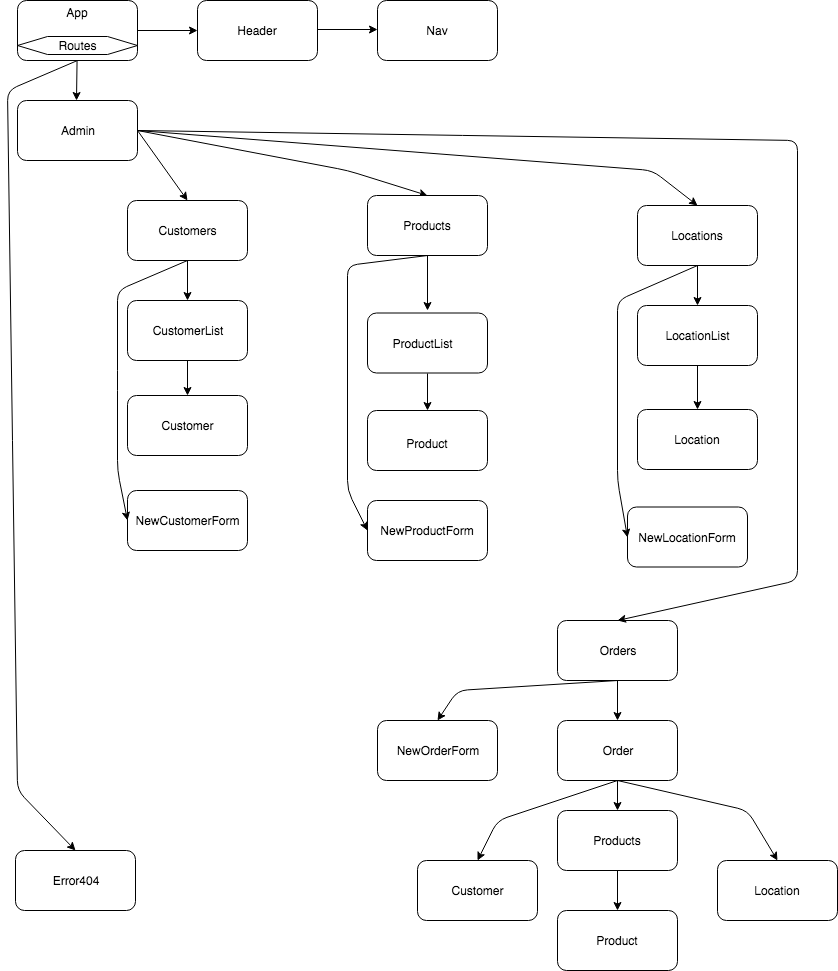 App
Routes
Header
Nav
Admin
Customers
Products
Locations
CustomerList
ProductList
LocationList
Customer
Product
Location
NewCustomerForm
NewProductForm
NewLocationForm
Orders
NewOrderForm
Order
Products
Error404
Customer
Location
Product